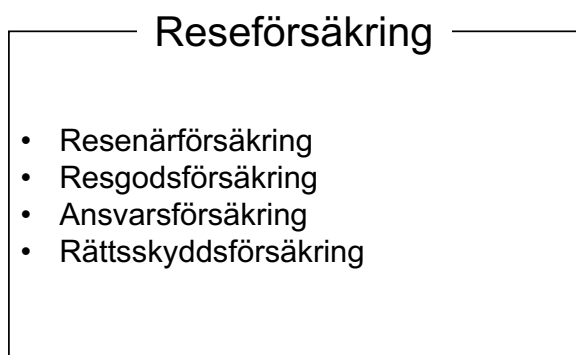 Reseförsäkring
• Resenärförsäkring
• Resgodsförsäkring
• Ansvarsförsäkring
• Rättsskyddsförsäkring